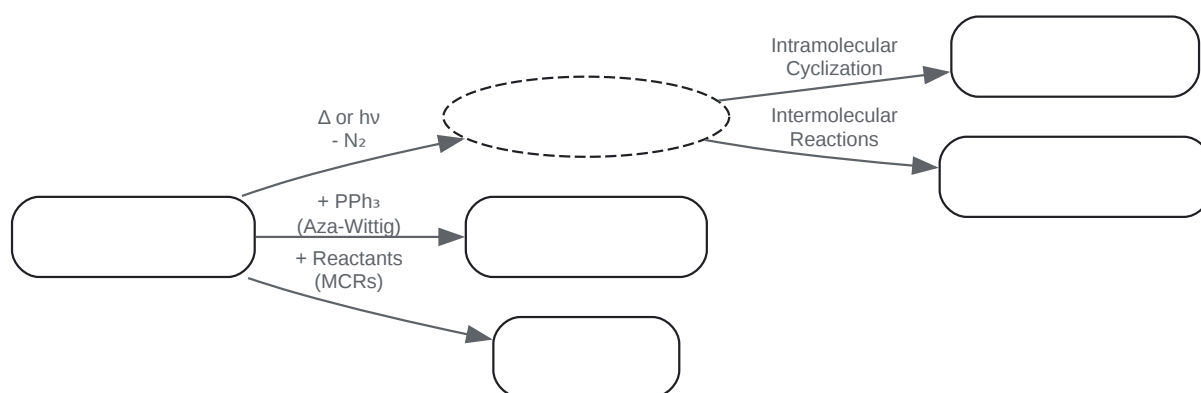 Intramolecular
Cyclization
Δ or hν
- N₂
Intermolecular
Reactions
+ PPh₃
(Aza-Wittig)
+ Reactants
(MCRs)